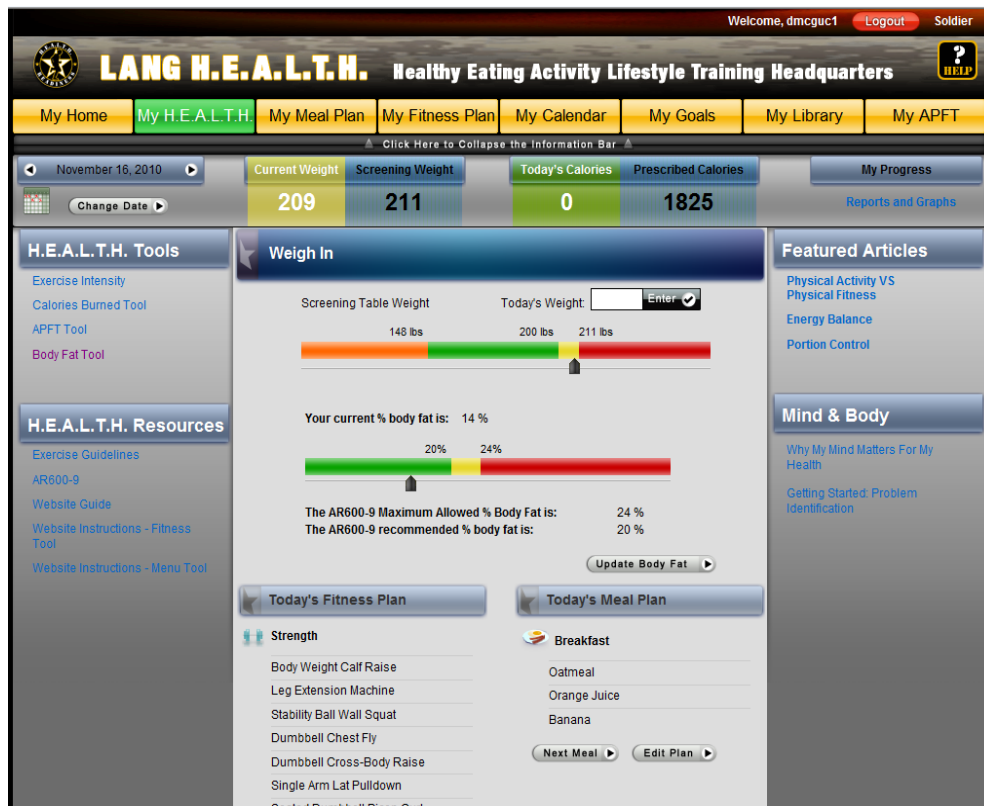 Welcome, dmcguc1 Logout Soldier
LANG H.E.A.L.T.H. Healthy Eating Activity Lifestyle Training Headquarters
? HELP
My Home My H.E.A.L.T.H. My Meal Plan My Fitness Plan My Calendar My Goals My Library My APFT
Click Here to Collapse the Information Bar
November 16, 2010 Current Weight Screening Weight Today's Calories Prescribed Calories My Progress
Change Date 209 211 0 1825 Reports and Graphs
H.E.A.L.T.H. Tools
Exercise Intensity
Calories Burned Tool
APFT Tool
Body Fat Tool
H.E.A.L.T.H. Resources
Exercise Guidelines
AR600-9
Website Guide
Website Instructions - Fitness
Tool
Website Instructions - Menu Tool
Weigh In
Screening Table Weight Today's Weight: Enter
148 lbs 200 lbs 211 lbs
Your current % body fat is: 14 %
20% 24%
The AR600-9 Maximum Allowed % Body Fat is: 24 %
The AR600-9 recommended % body fat is: 20 %
Update Body Fat
Today's Fitness Plan
Strength
Body Weight Calf Raise
Leg Extension Machine
Stability Ball Wall Squat
Dumbbell Chest Fly
Dumbbell Cross-Body Raise
Single Arm Lat Pulldown
Today's Meal Plan
Breakfast
Oatmeal
Orange Juice
Banana
Next Meal Edit Plan
Featured Articles
Physical Activity VS
Physical Fitness
Energy Balance
Portion Control
Mind & Body
Why My Mind Matters For My
Health
Getting Started: Problem
Identification